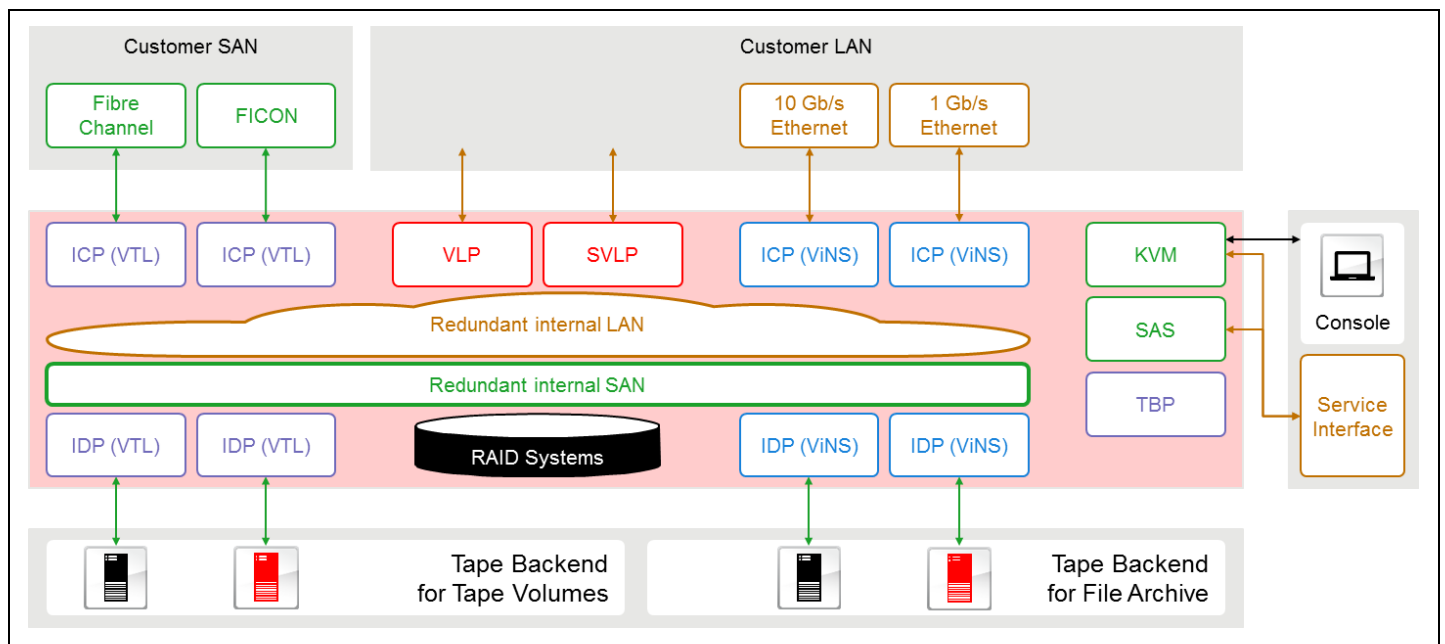 Customer SAN
Customer LAN
Fibre
Channel
FICON
10 Gb/s
Ethernet
1 Gb/s
Ethernet
ICP (VTL)
ICP (VTL)
VLP
SVLP
ICP (ViNS)
ICP (ViNS)
KVM
Console
Redundant internal LAN
SAS
Redundant internal SAN
TBP
Service
Interface
IDP (VTL)
IDP (VTL)
RAID Systems
IDP (ViNS)
IDP (ViNS)
Tape Backend
for Tape Volumes
Tape Backend
for File Archive